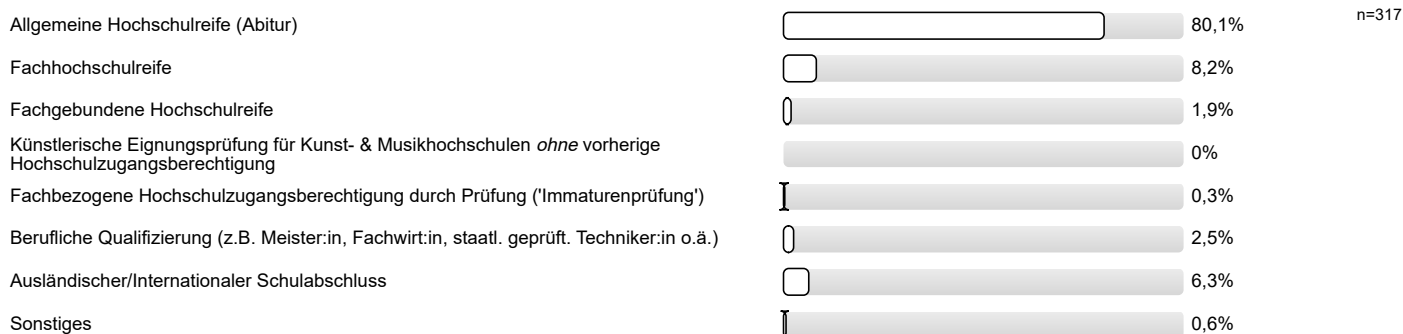 Allgemeine Hochschulreife (Abitur) 80,1% n=317
Fachhochschulreife 8,2%
Fachgebundene Hochschulreife 1,9%
Künstlerische Eignungsprüfung für Kunst- & Musikhochschulen ohne vorherige
Hochschulzugangsberechtigung 0%
Fachbezogene Hochschulzugangsberechtigung durch Prüfung ('Immaturenprüfung') 0,3%
Berufliche Qualifizierung (z.B. Meister:in, Fachwirt:in, staatl. geprüft. Techniker:in o.ä.) 2,5%
Ausländischer/Internationaler Schulabschluss 6,3%
Sonstiges 0,6%